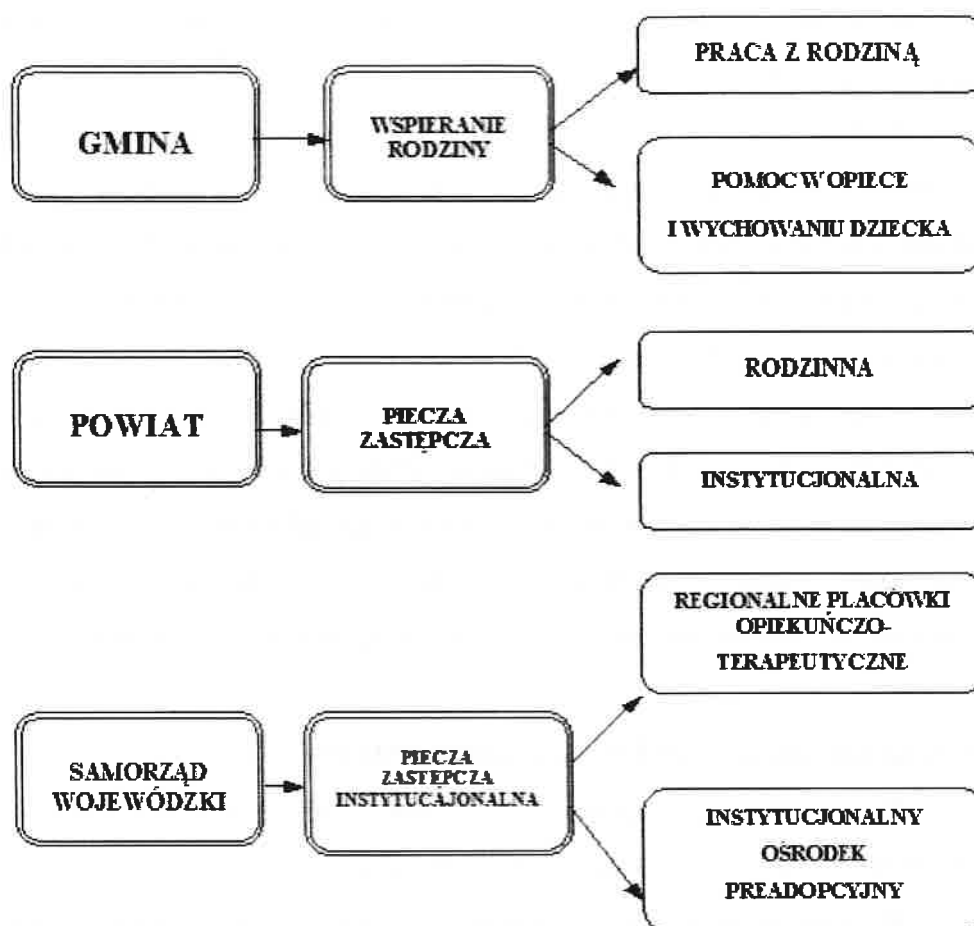 GMINA
WSPIERANIE
RODZINY
PRACA Z RODZINĄ
POMOC W OPIECE
I WYCHOWANIU DZIECKA
POWIAT
PIECZA
ZASTĘPCZA
RODZINNA
INSTYTUCJONALNA
SAMORZĄD
WOJEWÓDZKI
PIECZA
ZASTĘPCZA
INSTYTUCAJONALNA
REGIONALNE PLACÓWKI
OPIEKUŃCZO-
TERAPEUTYCZNE
INSTYTUCJONALNY
OŚRODEK
PREADOPCYJNY